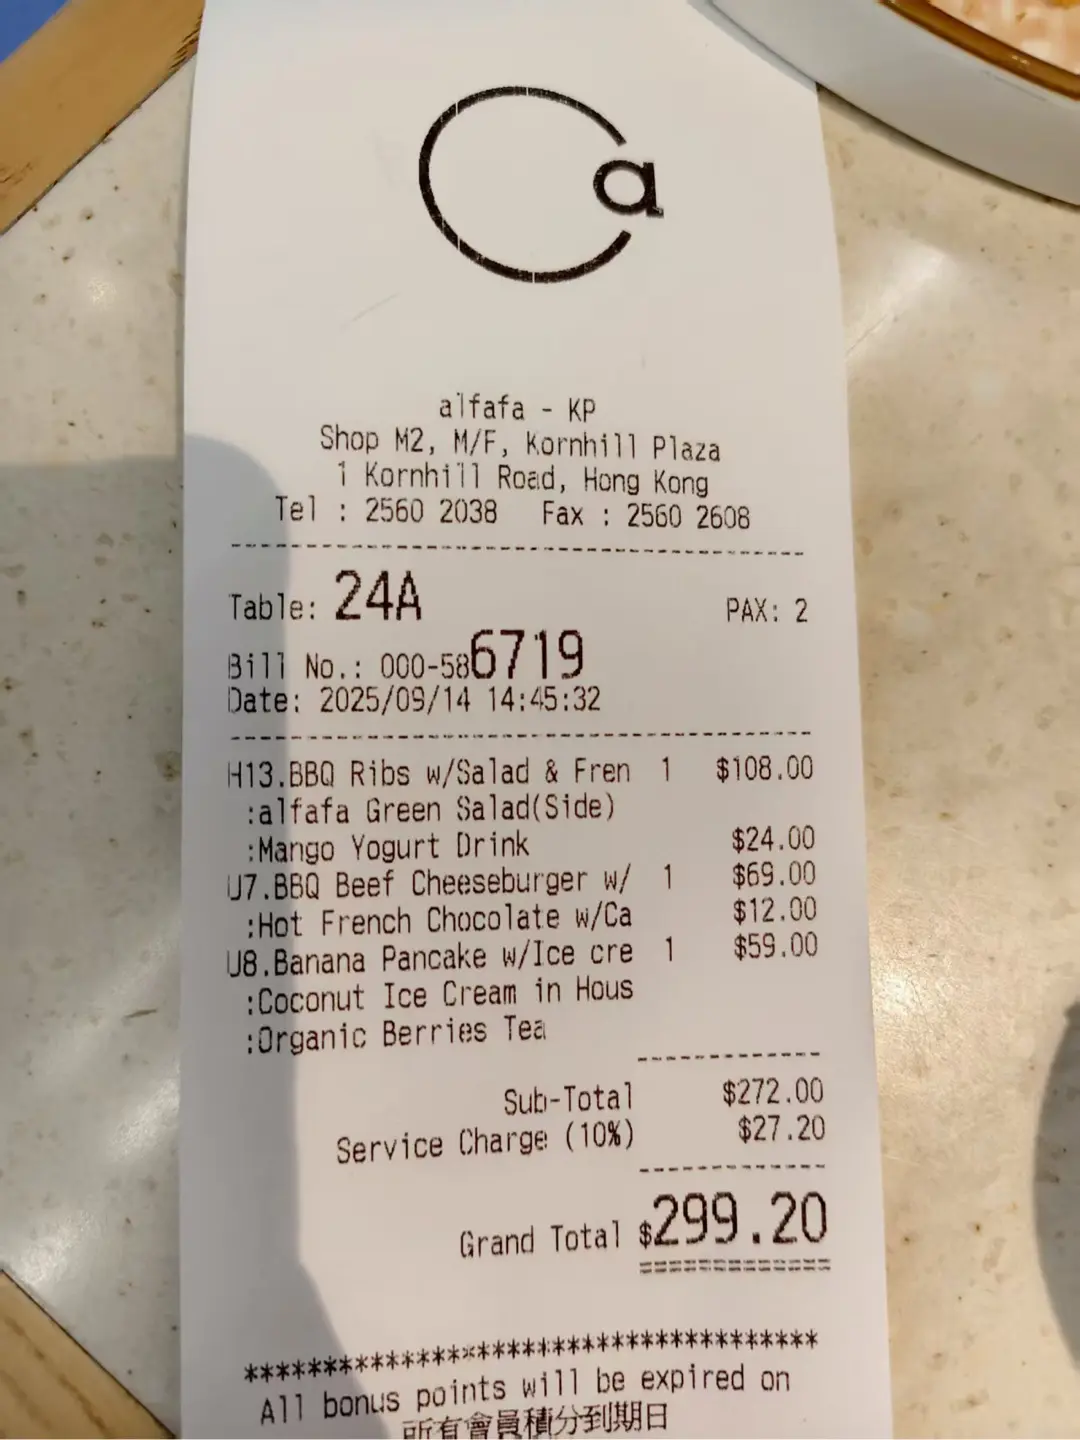 a
alfafa - KP
Shop M2, M/F, Kornhill Plaza
1 Kornhill Road, Hong Kong
Tel : 2560 2038 Fax : 2560 2608
Table: 24A PAX: 2
Bill No.: 000-586719
Date: 2025/09/14 14:45:32
H13.BBQ Ribs w/Salad & Fren 1 $108.00
:alfafa Green Salad(Side)
:Mango Yogurt Drink $24.00
U7.BBQ Beef Cheeseburger w/ 1 $69.00
:Hot French Chocolate w/Ca $12.00
U8.Banana Pancake w/Ice cre 1 $59.00
:Coconut Ice Cream in Hous
:Organic Berries Tea
Sub-Total $272.00
Service Charge (10%) $27.20
Grand Total $299.20
**************************************
All bonus points will be expired on
所有會員積分到期日